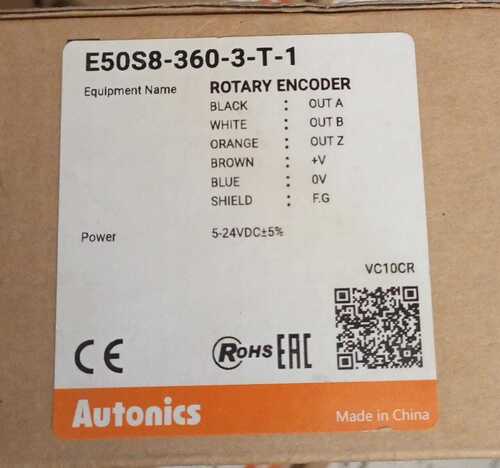 E50S8-360-3-T-1
Equipment Name ROTARY ENCODER
BLACK : OUT A
WHITE : OUT B
ORANGE : OUT Z
BROWN : +V
BLUE : 0V
SHIELD : F.G
Power 5-24VDC±5%
VC10CR
CE RoHS EAC
Autonics Made in China